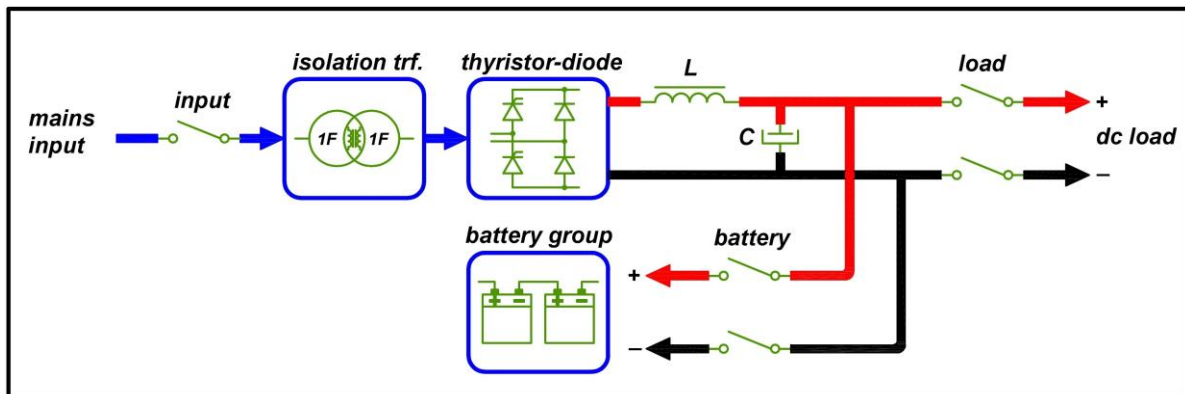 isolation trf.
thyristor-diode
L
load
input
mains
input
1F
1F
+
C
dc load
–
battery group
battery
+
+ –
+ –
–